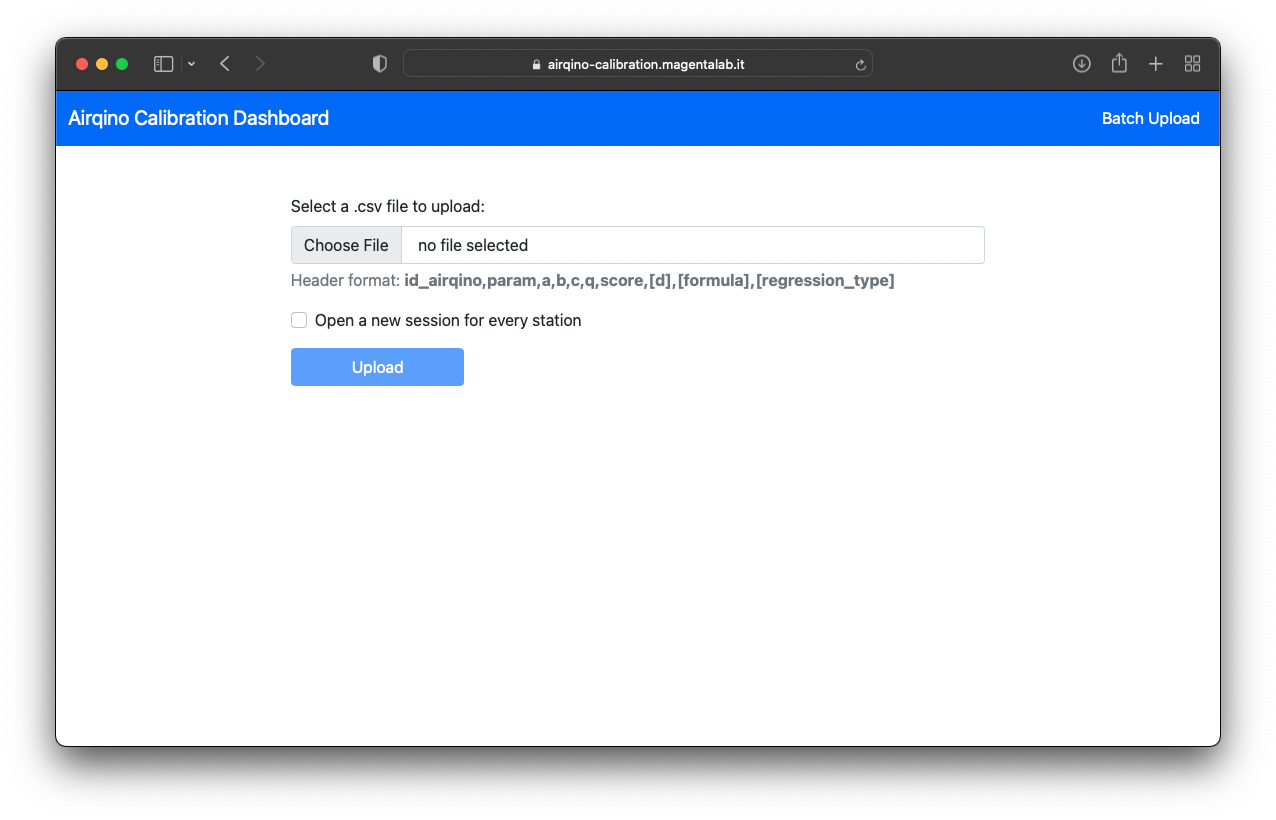 airqino-calibration.magentalab.it
Airqino Calibration Dashboard
Batch Upload
Select a .csv file to upload:
Choose File
no file selected
Header format: id_airqino,param,a,b,c,q,score,[d],[formula],[regression_type]
Open a new session for every station
Upload